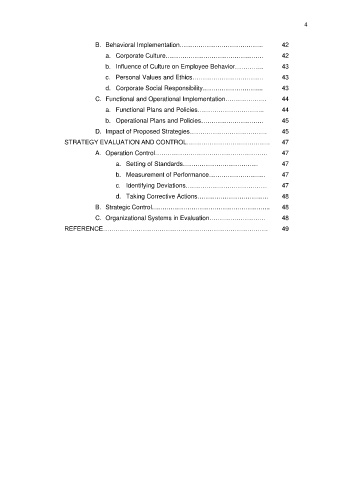 4
B. Behavioral Implementation........................................ 42
a. Corporate Culture................................................ 42
b. Influence of Culture on Employee Behavior.............. 43
c. Personal Values and Ethics.................................. 43
d. Corporate Social Responsibility............................. 43
C. Functional and Operational Implementation.................... 44
a. Functional Plans and Policies................................ 44
b. Operational Plans and Policies.............................. 45
D. Impact of Proposed Strategies..................................... 45
STRATEGY EVALUATION AND CONTROL........................................ 47
A. Operation Control...................................................... 47
a. Setting of Standards.................................... 47
b. Measurement of Performance........................... 47
c. Identifying Deviations....................................... 47
d. Taking Corrective Actions.................................. 48
B. Strategic Control......................................................... 48
C. Organizational Systems in Evaluation........................... 48
REFERENCE................................................................................ 49